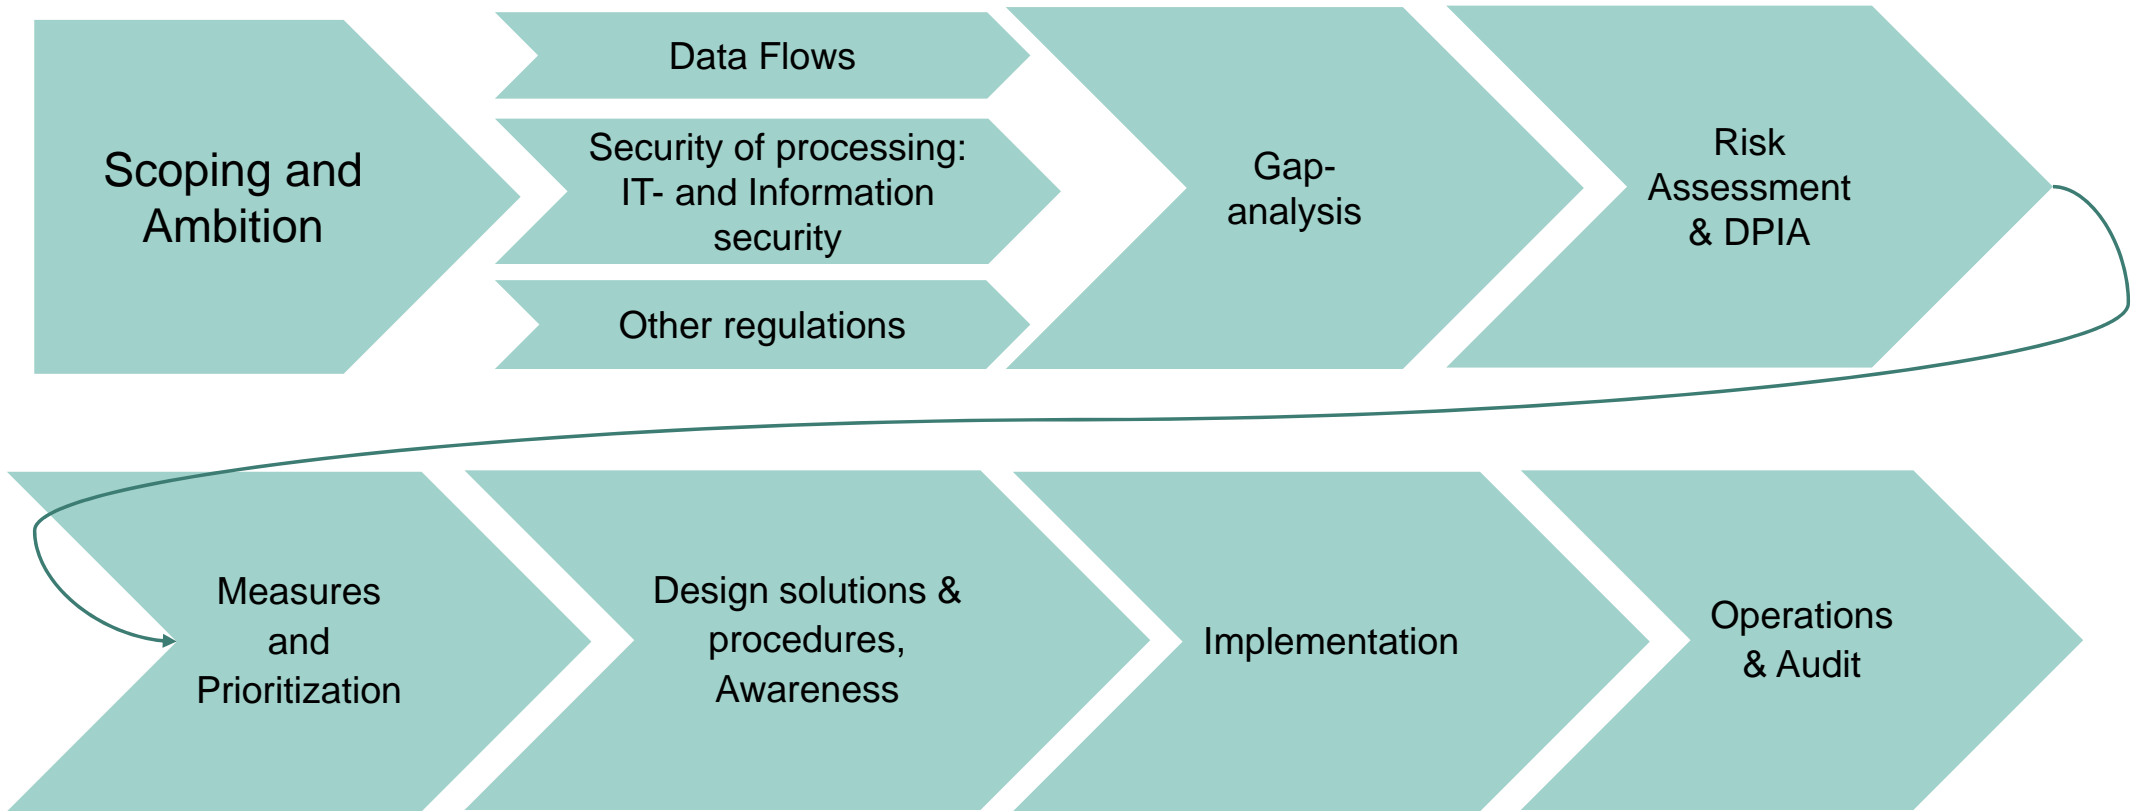 Scoping and
Ambition
Data Flows
Security of processing:
IT- and Information
security
Other regulations
Gap-
analysis
Risk
Assessment
& DPIA
Measures
and
Prioritization
Design solutions &
procedures,
Awareness
Implementation
Operations
& Audit